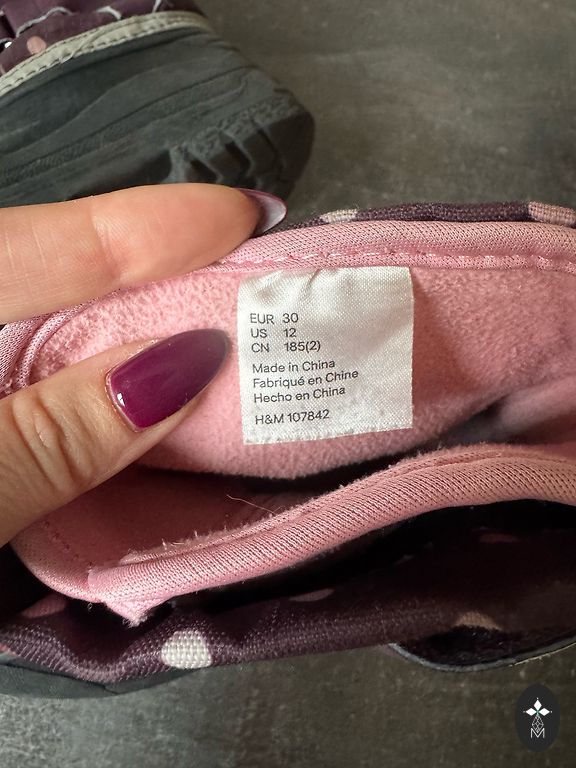 EUR 30
US 12
CN 185(2)
Made in China
Fabriqué en Chine
Hecho en China
H&M 107842
M